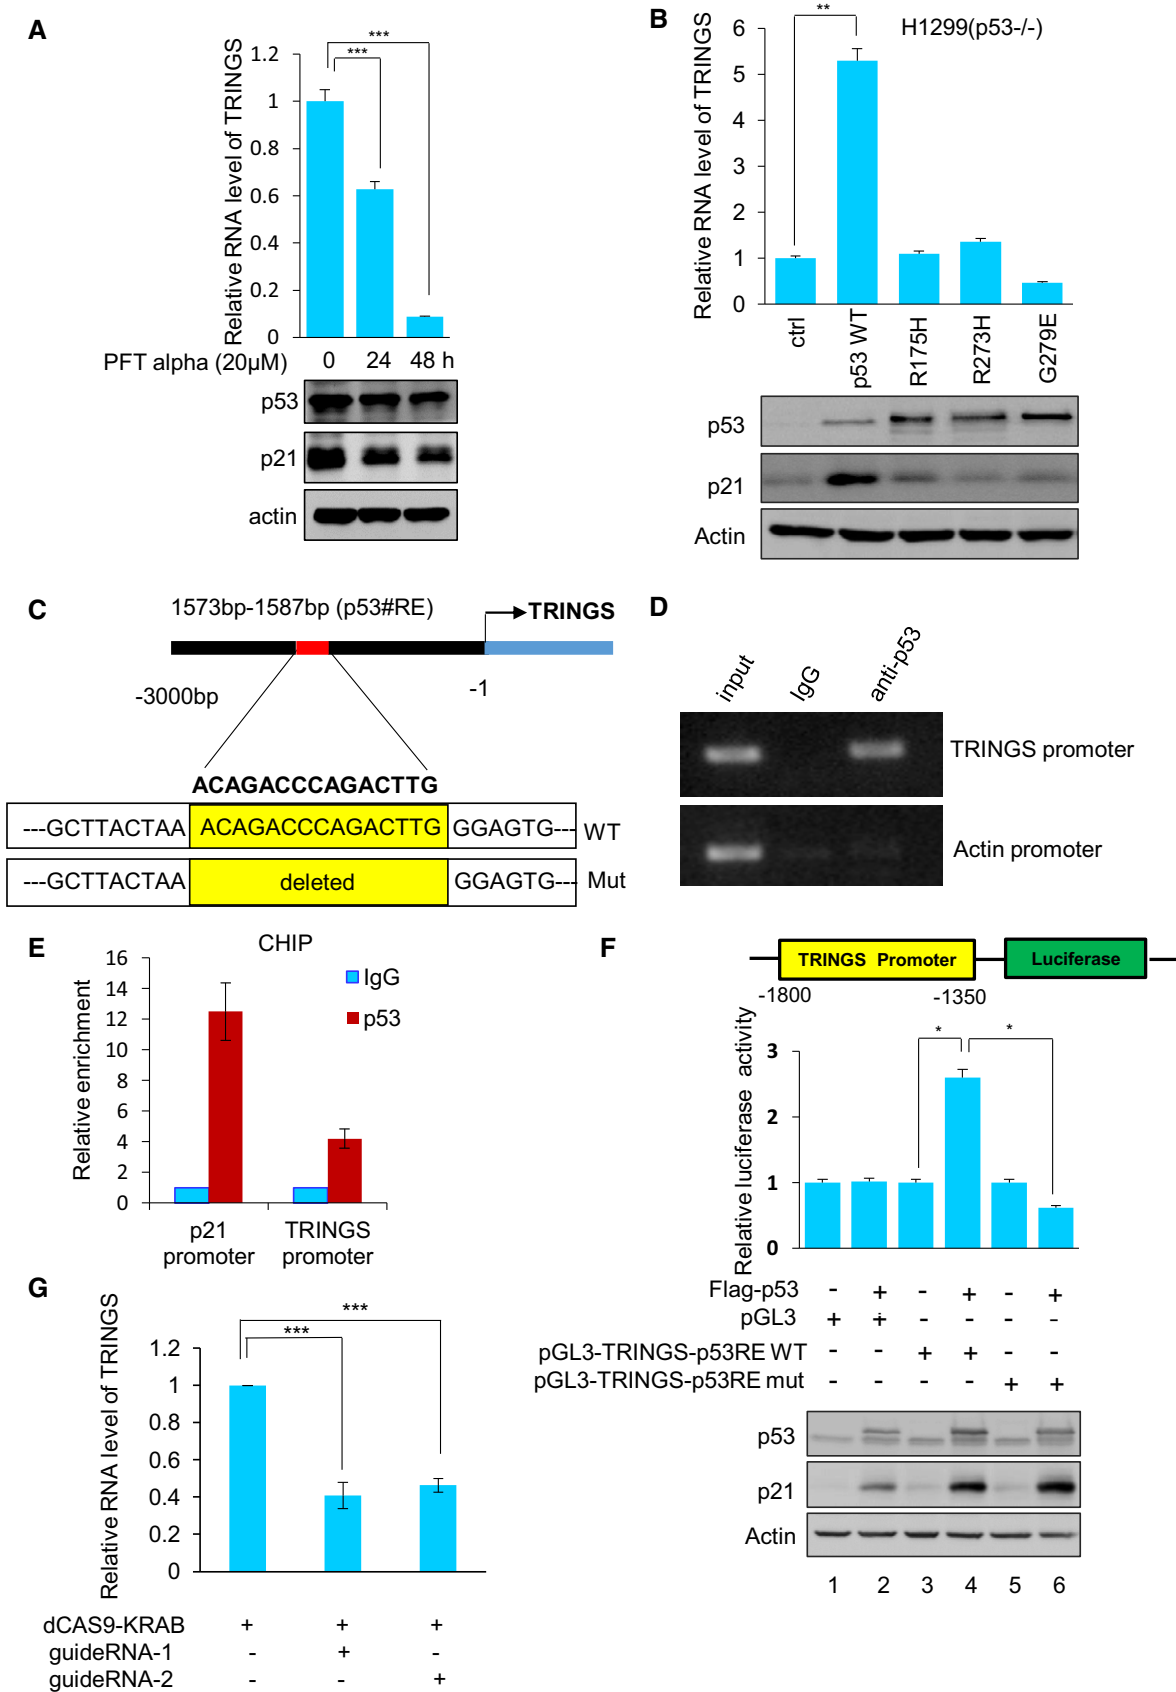 A
Relative RNA level of TRINGS
1.2
1
0.8
0.6
0.4
0.2
0
***
***
PFT alpha (20µM) 0 24 48 h
p53
p21
actin
B
H1299(p53-/-)
Relative RNA level of TRINGS
6
5
4
3
2
1
0
**
ctrl
p53 WT
R175H
R273H
G279E
p53
p21
Actin
C
1573bp-1587bp (p53#RE)
TRINGS
-3000bp
-1
ACAGACCCAGACTTG
---GCTTACTAA ACAGACCCAGACTTG GGAGTG--- WT
---GCTTACTAA deleted GGAGTG--- Mut
D
input
IgG
anti-p53
TRINGS promoter
Actin promoter
E
CHIP
Relative enrichment
16
14
12
10
8
6
4
2
0
IgG
p53
p21 promoter
TRINGS promoter
F
TRINGS Promoter
Luciferase
-1800
-1350
Relative luciferase activity
3
2
1
0
*
*
Flag-p53 - + - + - +
pGL3 + + - - - -
pGL3-TRINGS-p53RE WT - - + + - -
pGL3-TRINGS-p53RE mut - - - - + +
p53
p21
Actin
1 2 3 4 5 6
G
Relative RNA level of TRINGS
1.2
1
0.8
0.6
0.4
0.2
0
***
***
dCAS9-KRAB + + +
guideRNA-1 - + -
guideRNA-2 - - +